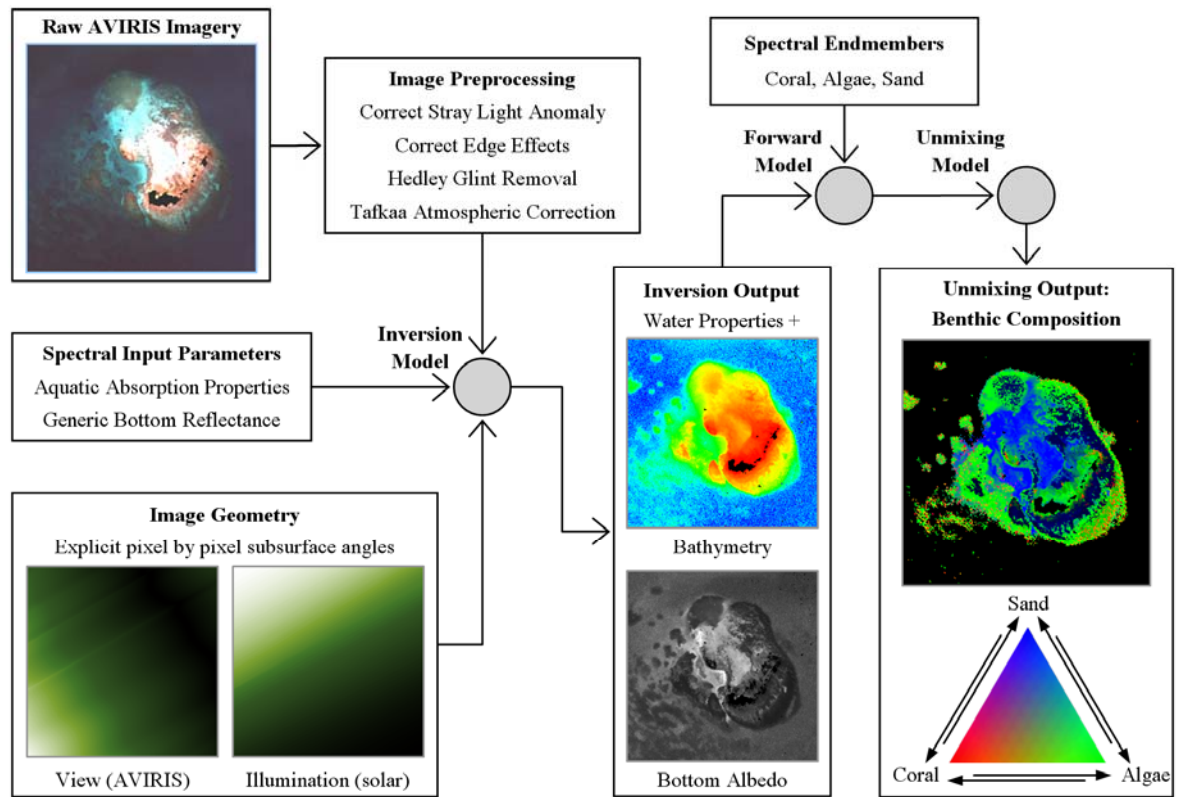 Raw AVIRIS Imagery
Image Preprocessing
Correct Stray Light Anomaly
Correct Edge Effects
Hedley Glint Removal
Tafkaa Atmospheric Correction
Spectral Endmembers
Coral, Algae, Sand
Forward
Model
Unmixing
Model
Spectral Input Parameters
Aquatic Absorption Properties
Generic Bottom Reflectance
Inversion
Model
Image Geometry
Explicit pixel by pixel subsurface angles
View (AVIRIS)
Illumination (solar)
Inversion Output
Water Properties +
Bathymetry
Bottom Albedo
Unmixing Output:
Benthic Composition
Sand
Coral
Algae